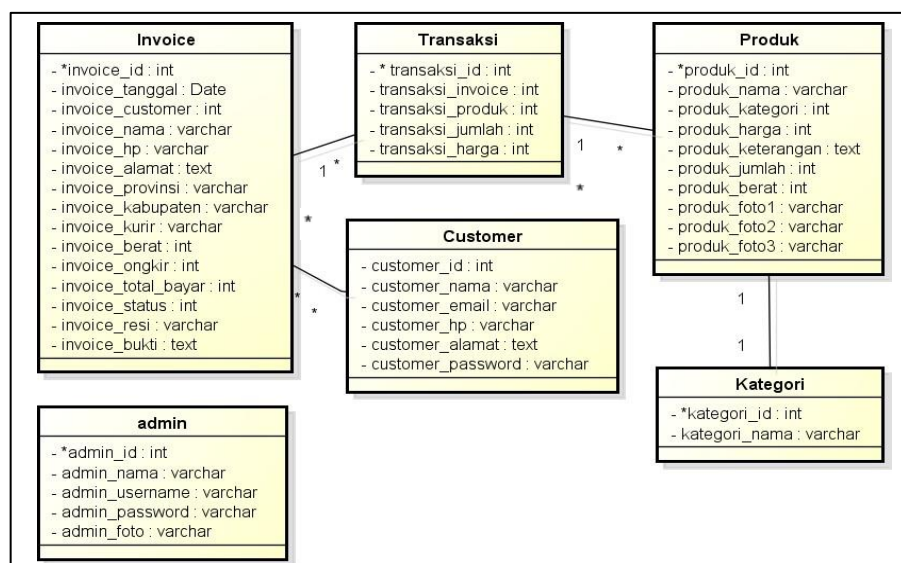 Invoice
- *invoice_id : int
- invoice_tanggal : Date
- invoice_customer : int
- invoice_nama : varchar
- invoice_hp : varchar
- invoice_alamat : text
- invoice_provinsi : varchar
- invoice_kabupaten : varchar
- invoice_kurir : varchar
- invoice_berat : int
- invoice_ongkir : int
- invoice_total_bayar : int
- invoice_status : int
- invoice_resi : varchar
- invoice_bukti : text
Transaksi
- * transaksi_id : int
- transaksi_invoice : int
- transaksi_produk : int
- transaksi_jumlah : int
- transaksi_harga : int
Produk
- *produk_id : int
- produk_nama : varchar
- produk_kategori : int
- produk_harga : int
- produk_keterangan : text
- produk_jumlah : int
- produk_berat : int
- produk_foto1 : varchar
- produk_foto2 : varchar
- produk_foto3 : varchar
1 *
1 *
*
*
* *
Customer
- customer_id : int
- customer_nama : varchar
- customer_email : varchar
- customer_hp : varchar
- customer_alamat : text
- customer_password : varchar
1
1
Kategori
- *kategori_id : int
- kategori_nama : varchar
admin
- *admin_id : int
- admin_nama : varchar
- admin_username : varchar
- admin_password : varchar
- admin_foto : varchar